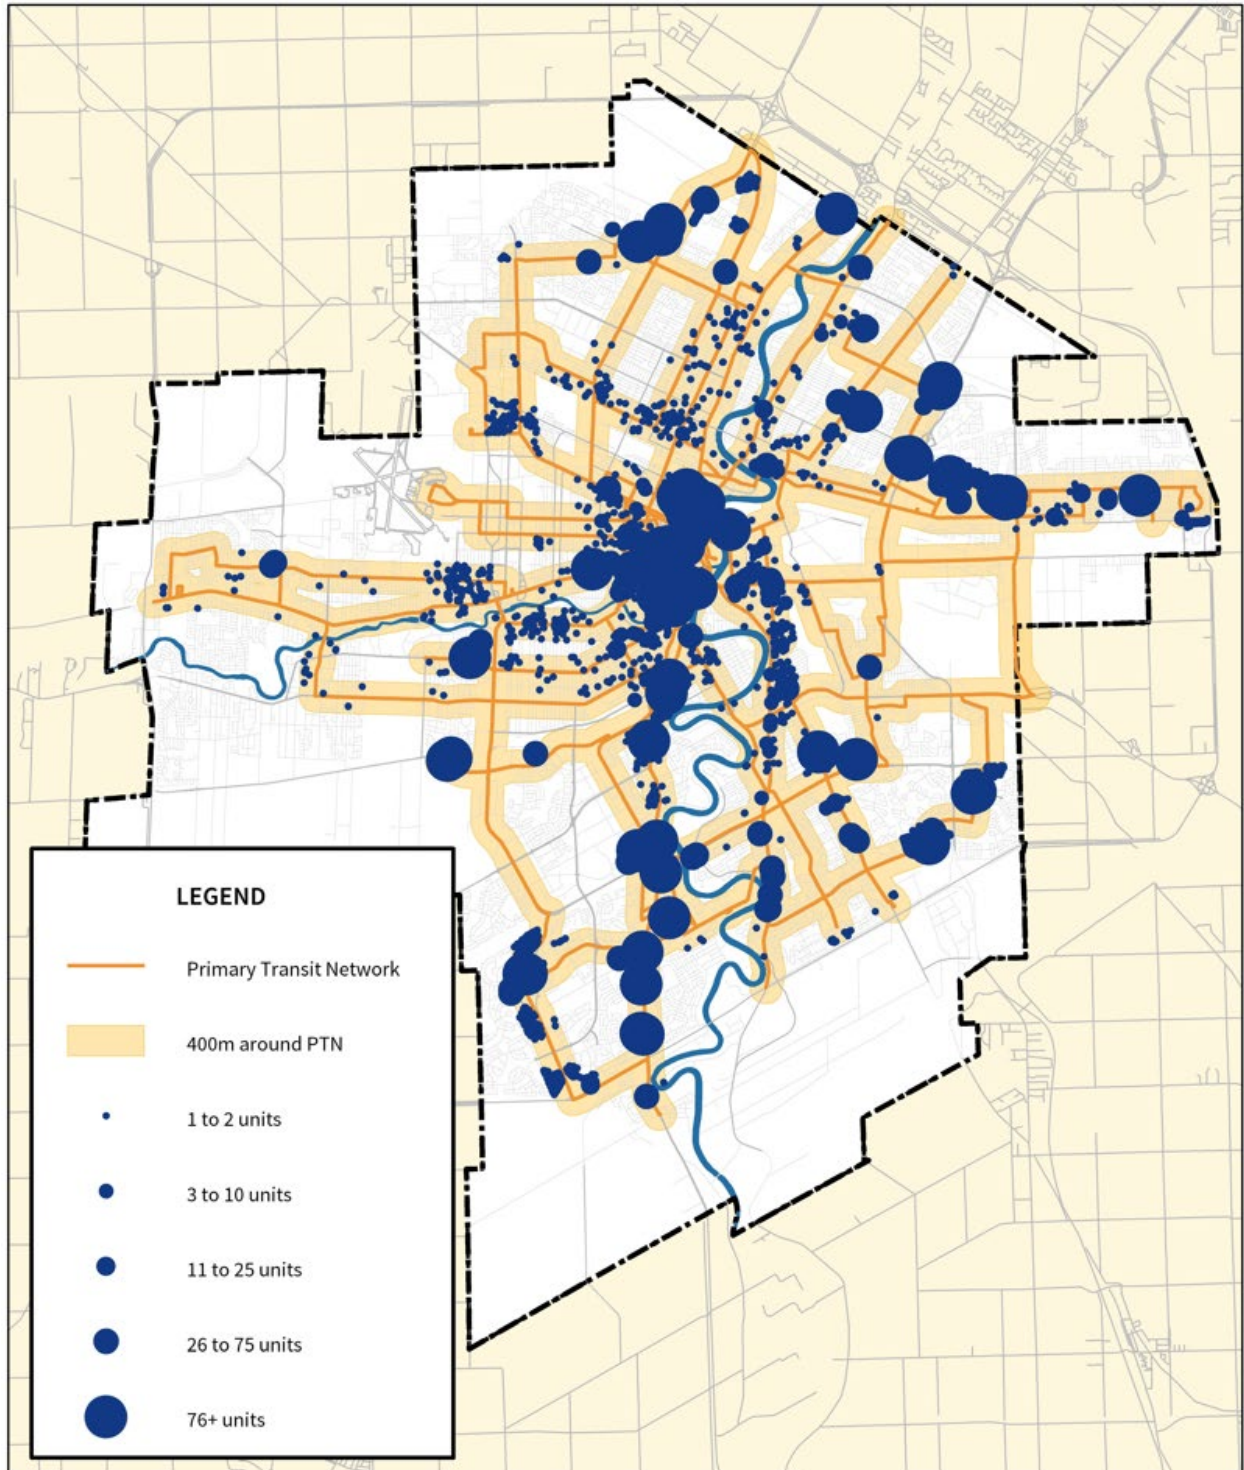 LEGEND
Primary Transit Network
400m around PTN
1 to 2 units
3 to 10 units
11 to 25 units
26 to 75 units
76+ units